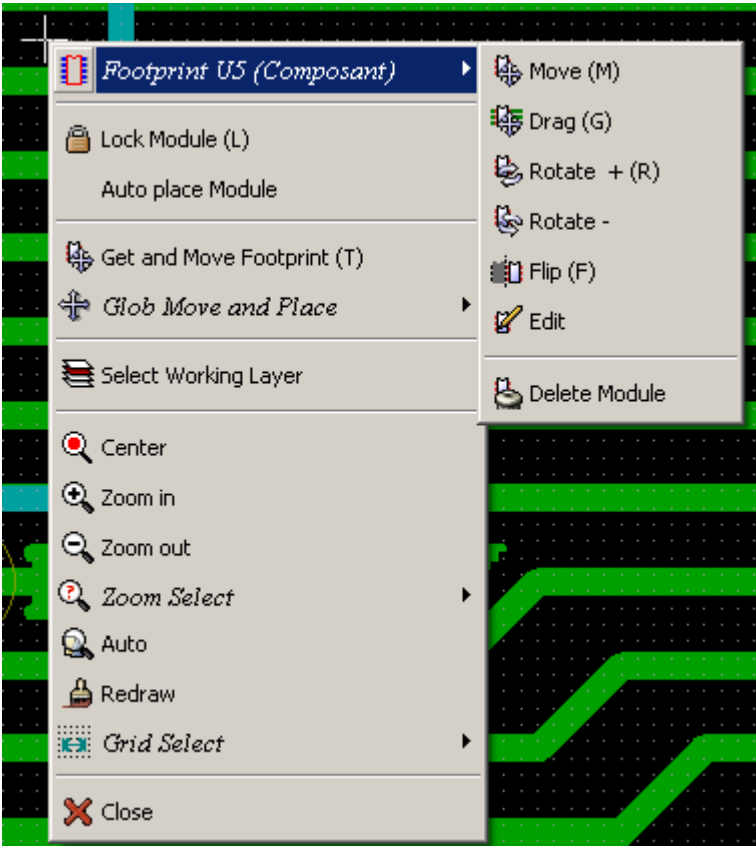 Footprint U5 (Composant)
Lock Module (L)
Auto place Module
Get and Move Footprint (T)
Glob Move and Place
Select Working Layer
Center
Zoom in
Zoom out
Zoom Select
Auto
Redraw
Grid Select
Close
Move (M)
Drag (G)
Rotate + (R)
Rotate -
Flip (F)
Edit
Delete Module